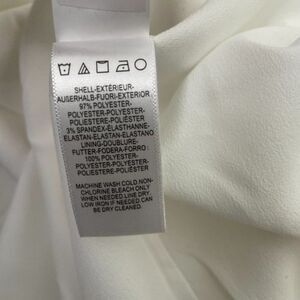 SHELL-EXTÉRIEUR-
AUßERHALB-FUORI-EXTERIOR
97% POLYESTER-
POLYESTER-POLYESTER-
POLIESTERE-POLIÉSTER
3% SPANDEX-ÉLASTHANNE-
ELASTAN-ELASTAN-ELASTANO
LINING-DOUBLURE-
FUTTER-FODERA-FORRO :
100% POLYESTER-
POLYESTER-POLYESTER-
POLIESTERE-POLIÉSTER
MACHINE WASH COLD.NON-
CHLORINE BLEACH ONLY
WHEN NEEDED.LINE DRY.
LOW IRON IF NEEDED.CAN
BE DRY CLEANED.